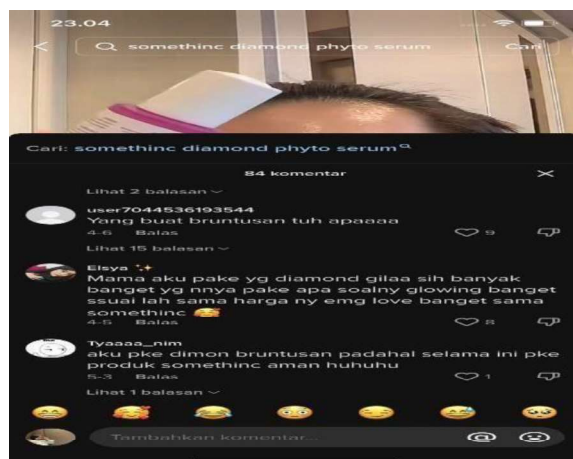 23.04
somethinc diamond phyto serum Cari
Cari: somethinc diamond phyto serum
84 komentar
Lihat 2 balasan
user7044536193544
Yang buat bruntusan tuh apaaaa
4-6 Balas 9
Lihat 15 balasan
Elsya
Mama aku pake yg diamond gilaa sih banyak
banget yg nnya pake apa soalny glowing banget
ssuai lah sama harga ny emg love banget sama
somethinc 🥰
4-5 Balas 8
Tyaaaa_nim
aku pke dimon bruntusan padahal selama ini pke
produk somethinc aman huhuhu
5-3 Balas 1
Lihat 1 balasan
Tambahkan komentar...